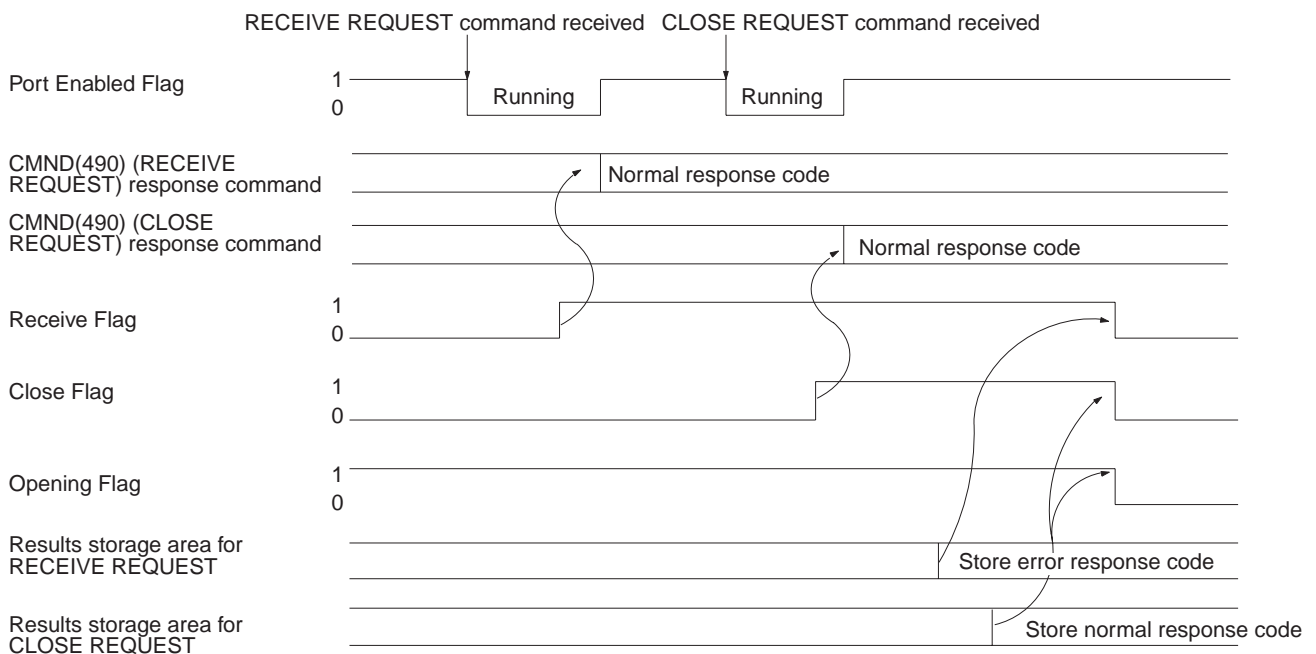 RECEIVE REQUEST command received CLOSE REQUEST command received
Port Enabled Flag
1
0
Running
Running
CMND(490) (RECEIVE
REQUEST) response command
Normal response code
CMND(490) (CLOSE
REQUEST) response command
Normal response code
Receive Flag
1
0
Close Flag
1
0
Opening Flag
1
0
Results storage area for
RECEIVE REQUEST
Store error response code
Results storage area for
CLOSE REQUEST
Store normal response code